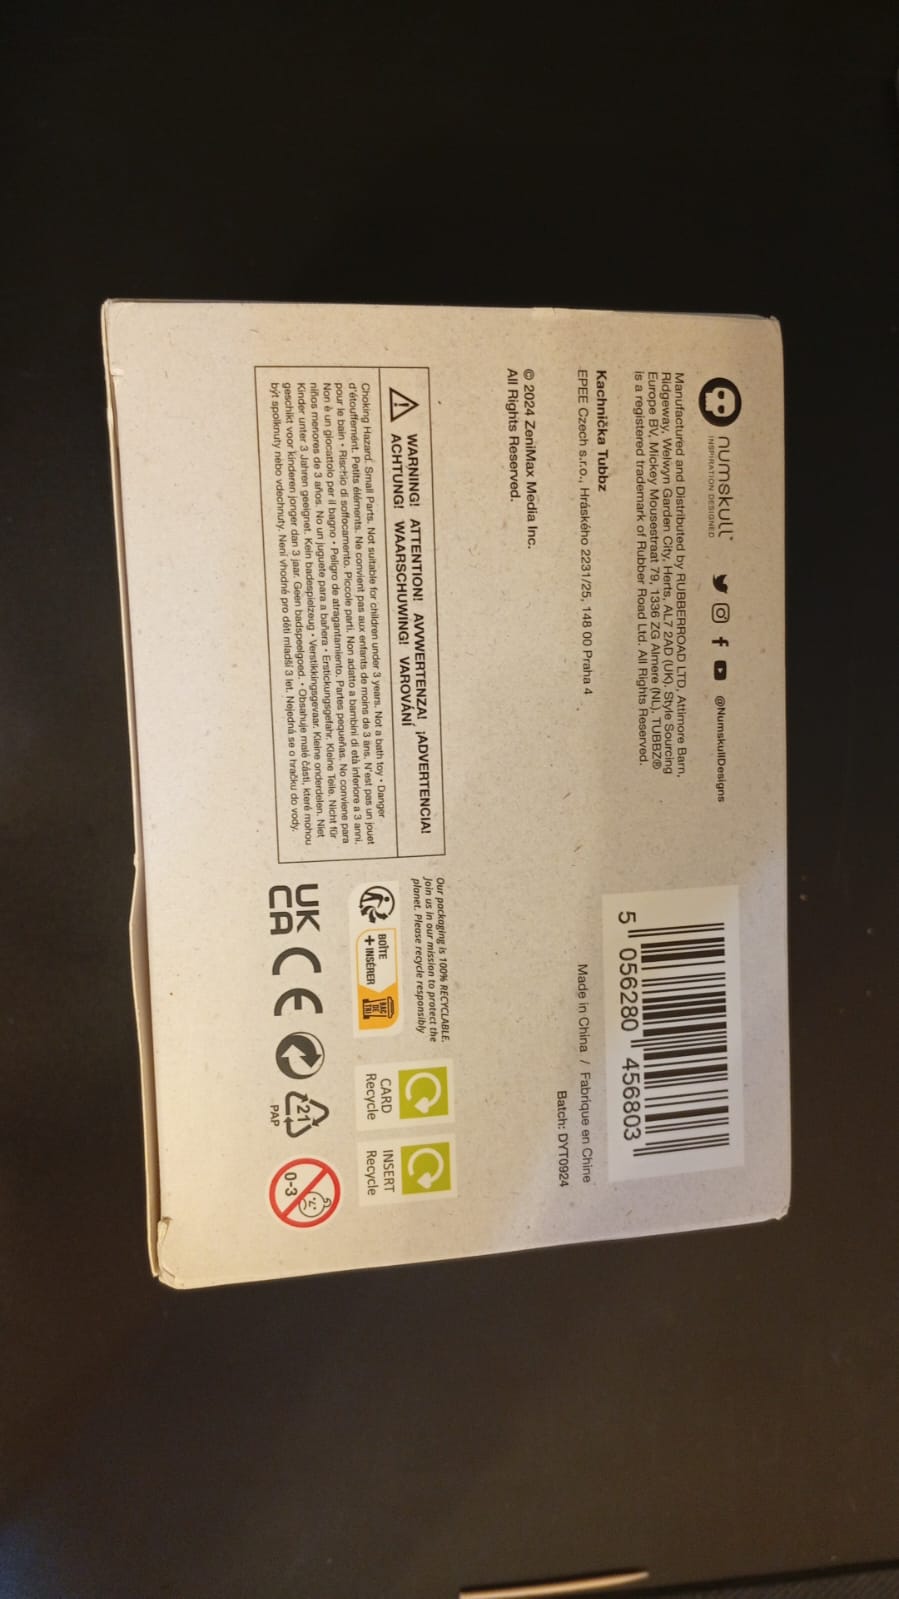 numskull™
INSPIRATION DESIGNED
@NumskullDesigns
Manufactured and Distributed by RUBBERROAD LTD, Attimore Barn,
Ridgeway, Welwyn Garden City, Herts, AL7 2AD (UK), Style Sourcing
Europe BV, Mickey Mousestraat 79, 1336 ZG Almere (NL), TUBBZ®
is a registered trademark of Rubber Road Ltd. All Rights Reserved.
Kachnička Tubbz
EPEE Czech s.r.o., Hráského 2231/25, 148 00 Praha 4
© 2024 ZeniMax Media Inc.
All Rights Reserved.
5 056280 456803
Made in China / Fabrique en Chine
Batch: DYT0924
WARNING! ATTENTION! AVVWERTENZA! ¡ADVERTENCIA!
ACHTUNG! WAARSCHUWING! VAROVÁNÍ
Choking Hazard. Small Parts. Not suitable for children under 3 years. Not a bath toy • Danger
d'étouffemént. Petits éléments. Ne convient pas aux enfants de moins de 3 ans. N'est pas un jouet
pour le bain • Rischio di soffocamento. Piccole parti. Non adatto a bambini di età inferiore a 3 anni.
Non è un giocattolo per il bagno • Peligro de atragantamiento. Partes pequeñas. No conviene para
niños menores de 3 años. No un juguete para a bañera • Erstickungsgefahr. Kleine Teile. Nicht für
Kinder unter 3 Jahren geeignet. Kein badespielzeug • Verstikkingsgevaar. Kleine onderdelen. Niet
geschikt voor kinderen jonger dan 3 jaar. Geen badspeelgoed. • Obsahuje malé části, které mohou
být spolknuty nebo vdechnuty. Není vhodné pro děti mladší 3 let. Nejedná se o hračku do vody.
Our packaging is 100% RECYCLABLE.
Join us in our mission to protect the
planet. Please recycle responsibly
BOÎTE
+ INSÉRER
BAC
DE
TRI
CARD
Recycle
INSERT
Recycle
UK
CA
CE
21
PAP
0-3